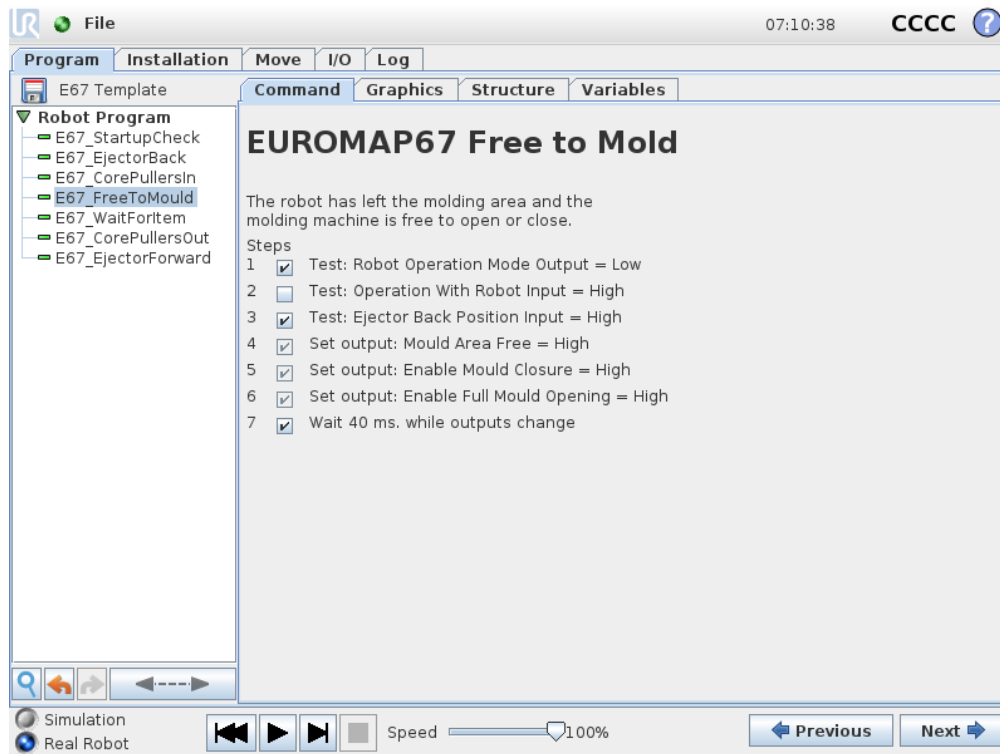 UR File 07:10:38 CCCC ?
Program Installation Move I/O Log
E67 Template Command Graphics Structure Variables
Robot Program
E67_StartupCheck
E67_EjectorBack
E67_CorePullersIn
E67_FreeToMould
E67_WaitForItem
E67_CorePullersOut
E67_EjectorForward
EUROMAP67 Free to Mold
The robot has left the molding area and the
molding machine is free to open or close.
Steps
1 Test: Robot Operation Mode Output = Low
2 Test: Operation With Robot Input = High
3 Test: Ejector Back Position Input = High
4 Set output: Mould Area Free = High
5 Set output: Enable Mould Closure = High
6 Set output: Enable Full Mould Opening = High
7 Wait 40 ms. while outputs change
Simulation
Real Robot
Speed 100%
Previous Next